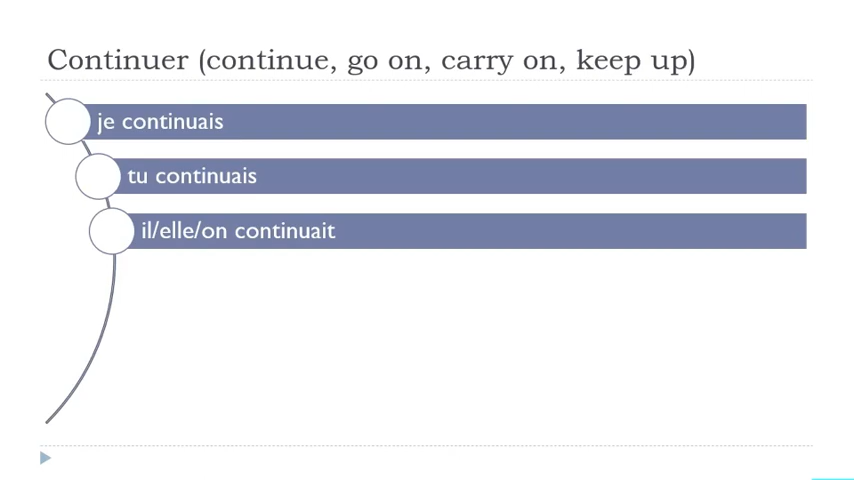 Continuer (continue, go on, carry on, keep up)
je continuais
tu continuais
il/elle/on continuait